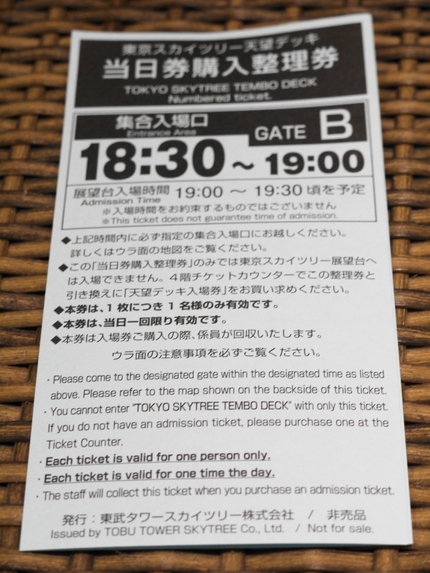 東京スカイツリー天望デッキ
当日券購入整理券
TOKYO SKYTREE TEMBO DECK
Numbered ticket.
集合入場口
Entrance Area
GATE B
18:30 ~ 19:00
展望台入場時間 19:00 ～ 19:30 頃を予定
Admission Time
※入場時間をお約束するものではございません
※This ticket does not guarantee time of admission.
◆上記時間内に必ず指定の集合入場口にお越しください。
詳しくはウラ面の地図をご覧ください。
◆この「当日券購入整理券」のみでは東京スカイツリー展望台へ
は入場できません。4階チケットカウンターでこの整理券と
引き換えに「天望デッキ入場券」をお買い求めください。
◆本券は、1枚につき1名様のみ有効です。
◆本券は、当日一回限り有効です。
◆本券は入場券ご購入の際、係員が回収いたします。
ウラ面の注意事項を必ずご覧ください。
・Please come to the designated gate within the designated time as listed
above. Please refer to the map shown on the backside of this ticket.
・You cannot enter "TOKYO SKYTREE TEMBO DECK" with only this ticket.
If you do not have an admission ticket, please purchase one at the
Ticket Counter.
・Each ticket is valid for one person only.
・Each ticket is valid for one time the day.
・The staff will collect this ticket when you purchase an admission ticket.
発行：東武タワースカイツリー株式会社 / 非売品
Issued by TOBU TOWER SKYTREE Co., Ltd. / Not for sale.